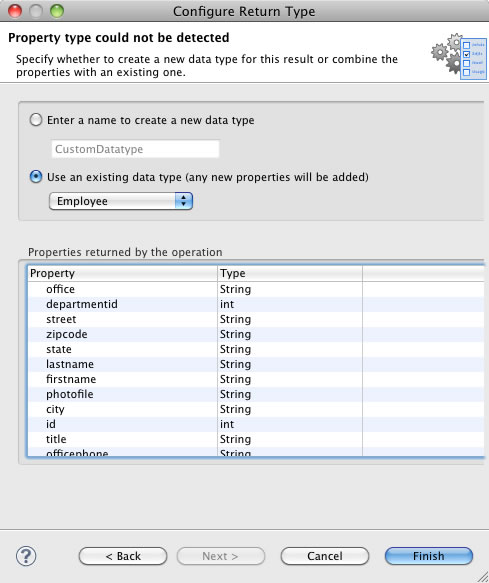 Configure Return Type
Property type could not be detected
Specify whether to create a new data type for this result or combine the
properties with an existing one.
Enter a name to create a new data type
CustomDatatype
Use an existing data type (any new properties will be added)
Employee
Properties returned by the operation
Property Type
office String
departmentid int
street String
zipcode String
state String
lastname String
firstname String
photofile String
city String
id int
title String
officephone String
? < Back Next > Cancel Finish